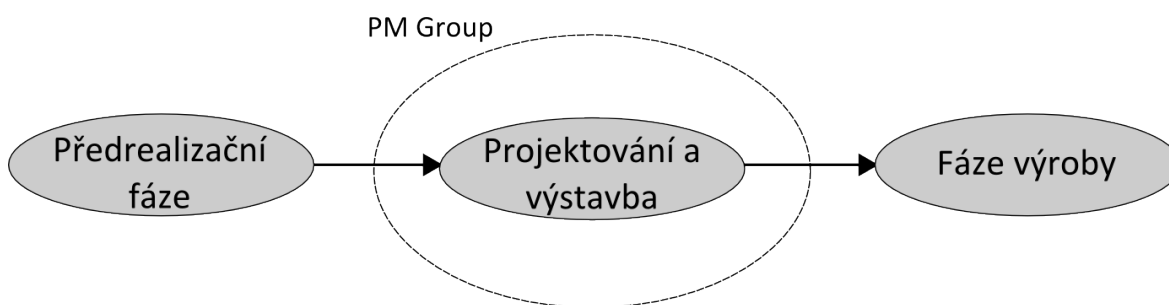 PM Group
Předrealizační
fáze
Projektování a
výstavba
Fáze výroby